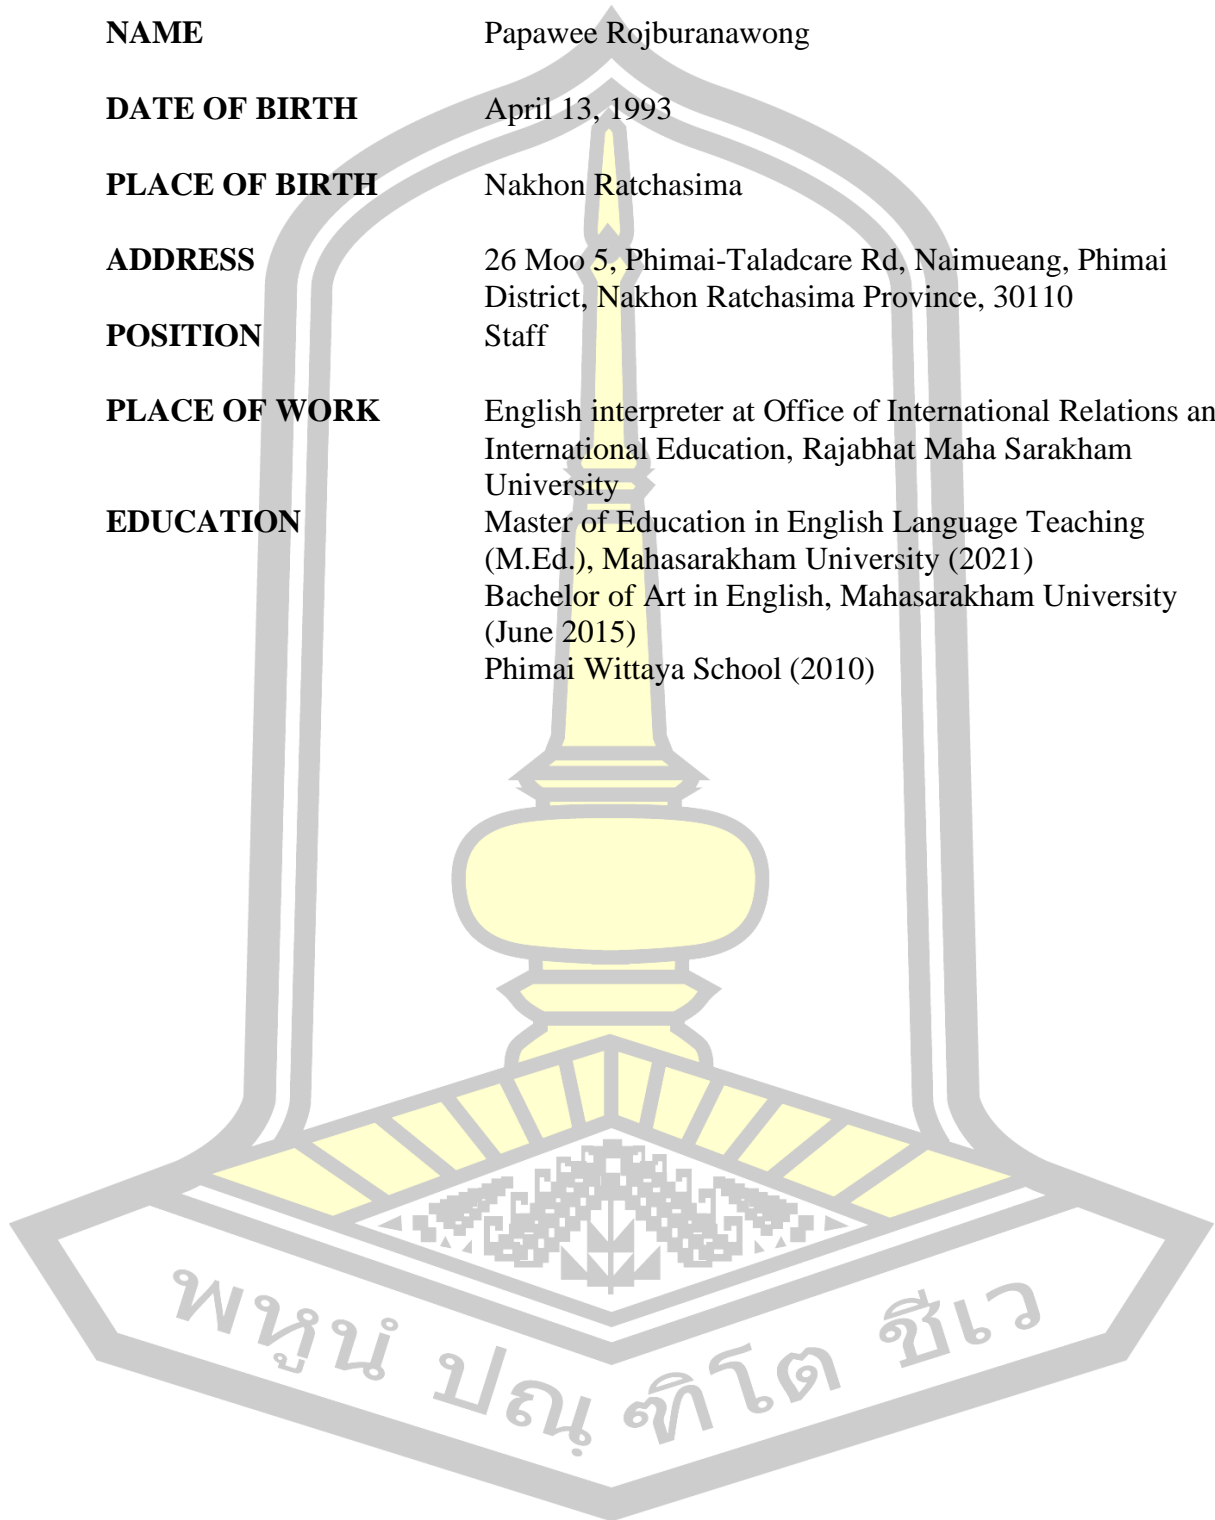 NAME Papawee Rojburanawong
DATE OF BIRTH April 13, 1993
PLACE OF BIRTH Nakhon Ratchasima
ADDRESS 26 Moo 5, Phimai-Taladcare Rd, Naimueang, Phimai
District, Nakhon Ratchasima Province, 30110
POSITION Staff
PLACE OF WORK English interpreter at Office of International Relations an
International Education, Rajabhat Maha Sarakham
University
EDUCATION Master of Education in English Language Teaching
(M.Ed.), Mahasarakham University (2021)
Bachelor of Art in English, Mahasarakham University
(June 2015)
Phimai Wittaya School (2010)
พหูนํ ปณฺฑิโต ชีเว